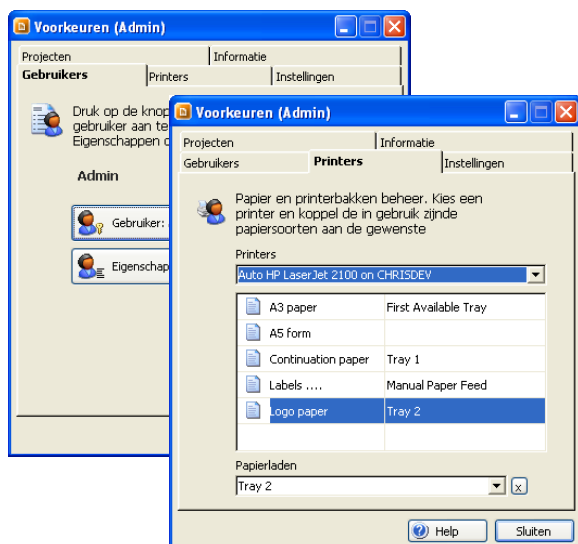 Voorkeuren (Admin)
Projecten Informatie
Gebruikers Printers Instellingen
Druk op de knop
gebruiker aan te
Eigenschappen
Admin
Gebruiker:
Eigenschap
Voorkeuren (Admin)
Projecten Informatie
Gebruikers Printers Instellingen
Papier en printerbakken beheer. Kies een
printer en koppel de in gebruik zijnde
papiersoorten aan de gewenste
Printers
Auto HP LaserJet 2100 on CHRISDEV
A3 paper First Available Tray
A5 form
Continuation paper Tray 1
Labels .... Manual Paper Feed
Logo paper Tray 2
Papierladen
Tray 2
x
Help Sluiten